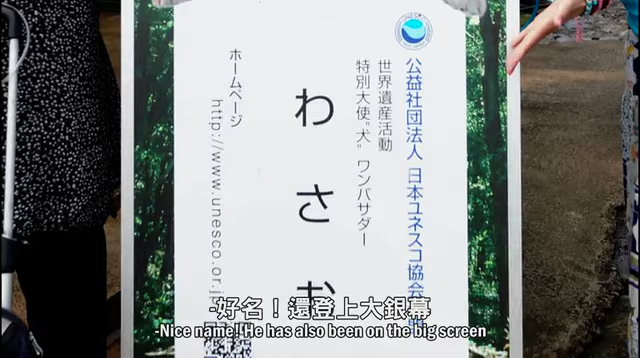 公益社団法人 日本ユネスコ協会
世界遺産活動
特別大使“犬” ワンバサダー
わさお
ホームページ
http://www.unesco.or.jp
-好名！還登上大銀幕
-Nice name! He has also been on the big screen